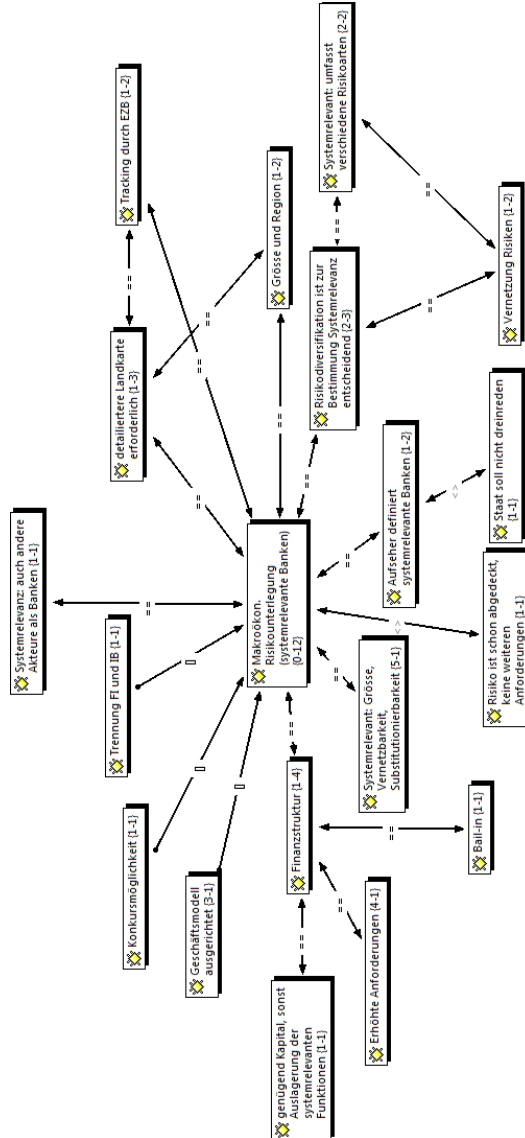 Systemrelevanz: auch andere
Akteure als Banken {1-1}
Tracking durch EZB {1-2}
Trennung FI und IB {1-1}
detailiertere Landkarte
erforderlich {1-3}
Konkursmöglichkeit {1-1}
Grösse und Region {1-2}
Geschäftsmodell
ausgerichtet {3-1}
Makroökon.
Risikounterlegung
(systemrelevante Banken)
{0-12}
Systemrelevant: umfasst
verschiedene Risikoarten {2-2}
Risikodiversifikation ist zur
Bestimmung Systemrelevanz
entscheidend {2-3}
Finanzstruktur {1-4}
genügend Kapital, sonst
Auslagerung der
systemrelevanten
Funktionen {1-1}
Systemrelevant: Grösse,
Vernetzbarkeit,
Substitutionierbarkeit {5-1}
Aufseher definiert
systemrelevante Banken {1-2}
Vernetzung Risiken {1-2}
Erhöhte Anforderungen {4-1}
Bail-in {1-1}
Risiko ist schon abgedeckt,
keine weiteren
Anforderungen {1-1}
Staat soll nicht dreinreden
{1-1}